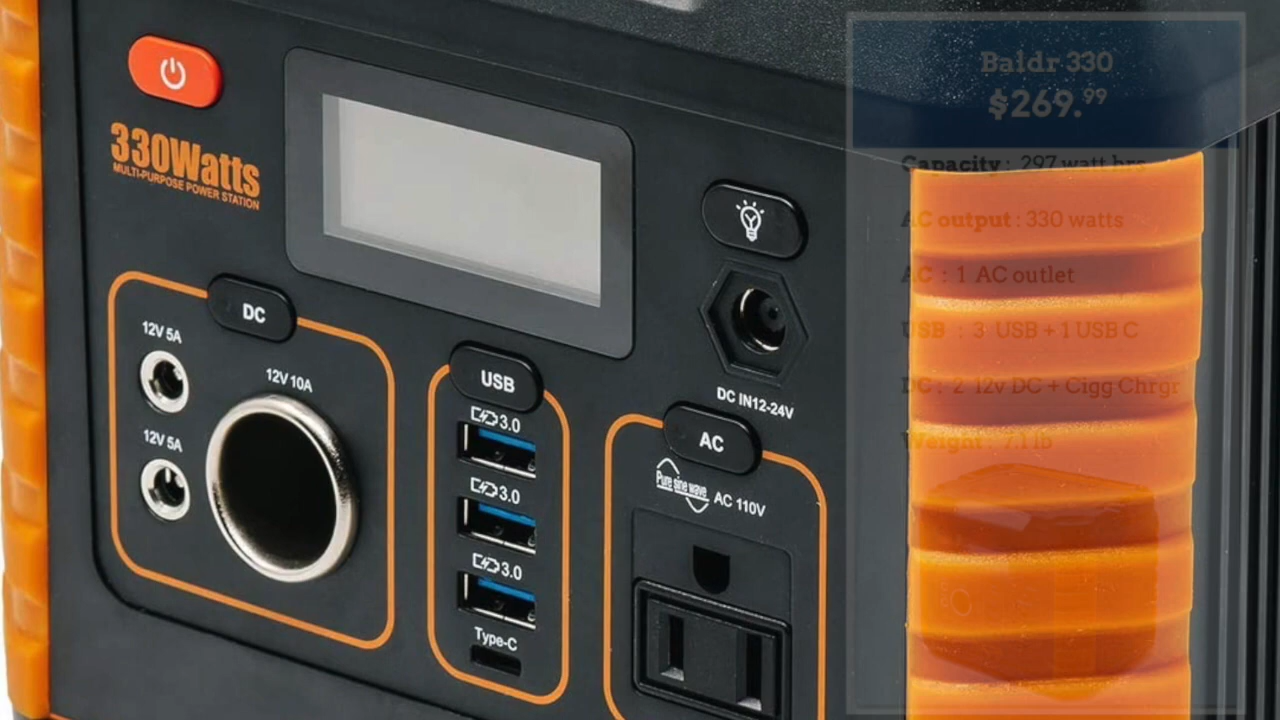 330Watts
MULTI-PURPOSE POWER STATION
DC
12V 5A
12V 10A
12V 5A
USB
3.0
3.0
3.0
Type-C
DC IN12-24V
AC
Pure sine wave
AC 110V
Baldr 330
$269.99
Capacity : 297 watt hrs
AC output : 330 watts
AC : 1 AC outlet
USB : 3 USB + 1 USB C
DC : 2 12v DC + Cigg Chrgr
Weight : 7.1 lb